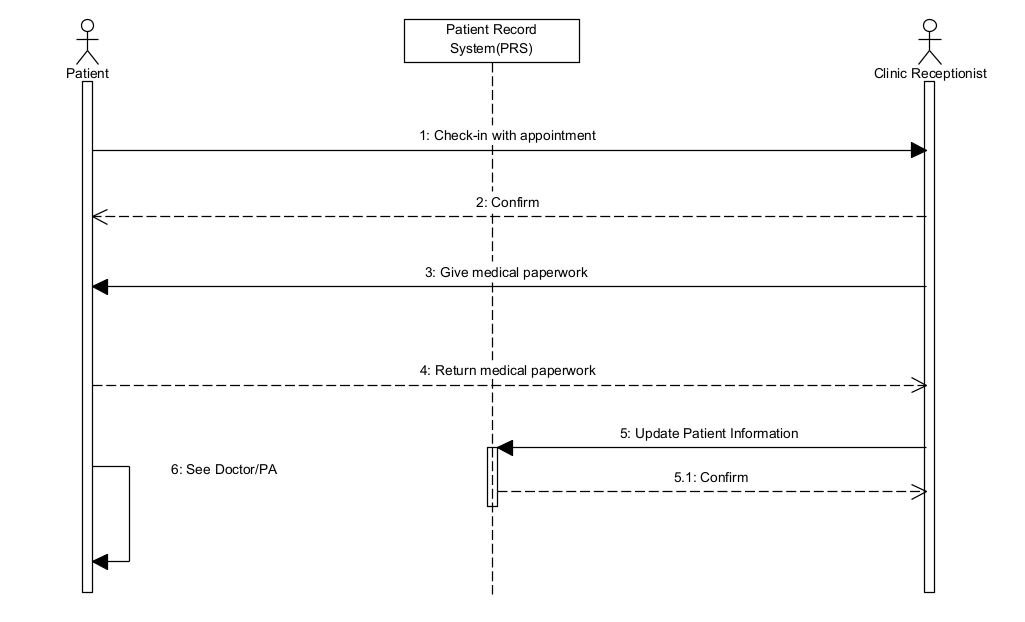 Patient Record
System(PRS)
Patient
Clinic Receptionist
1: Check-in with appointment
2: Confirm
3: Give medical paperwork
4: Return medical paperwork
5: Update Patient Information
6: See Doctor/PA
5.1: Confirm